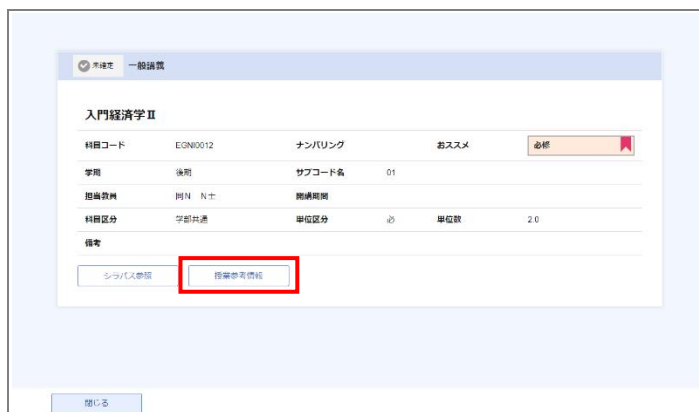 未確定 一般講義
入門経済学Ⅱ
科目コード EGNI0012 ナンバリング おススメ 必修
学期 後期 サブコード名 01
担当教員 N N士 開講期間
科目区分 学部共通 単位区分 必 単位数 2.0
備考
シラバス参照 授業参考情報
閉じる